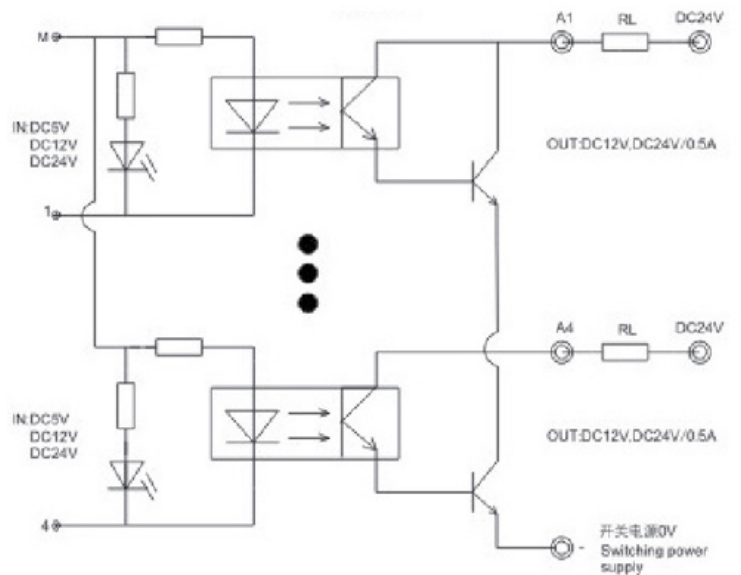 M
A1
RL
DC24V
IN:DC5V
DC12V
DC24V
OUT:DC12V,DC24V/0.5A
1
A4
RL
DC24V
IN:DC5V
DC12V
DC24V
OUT:DC12V,DC24V/0.5A
4
开关电源0V
- Switching power
supply